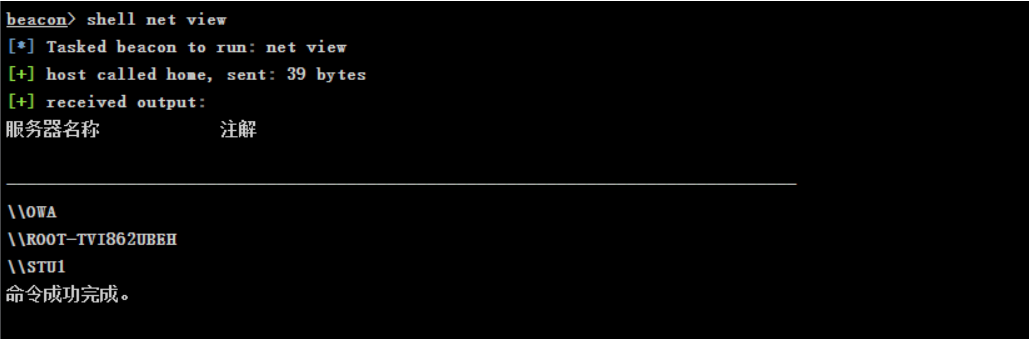 beacon> shell net view
[*] Tasked beacon to run: net view
[+] host called home, sent: 39 bytes
[+] received output:
服务器名称            注解
-------------------------------------------------------------------------------
\\OWA
\\ROOT-TVI862UBEH
\\STU1
命令成功完成。